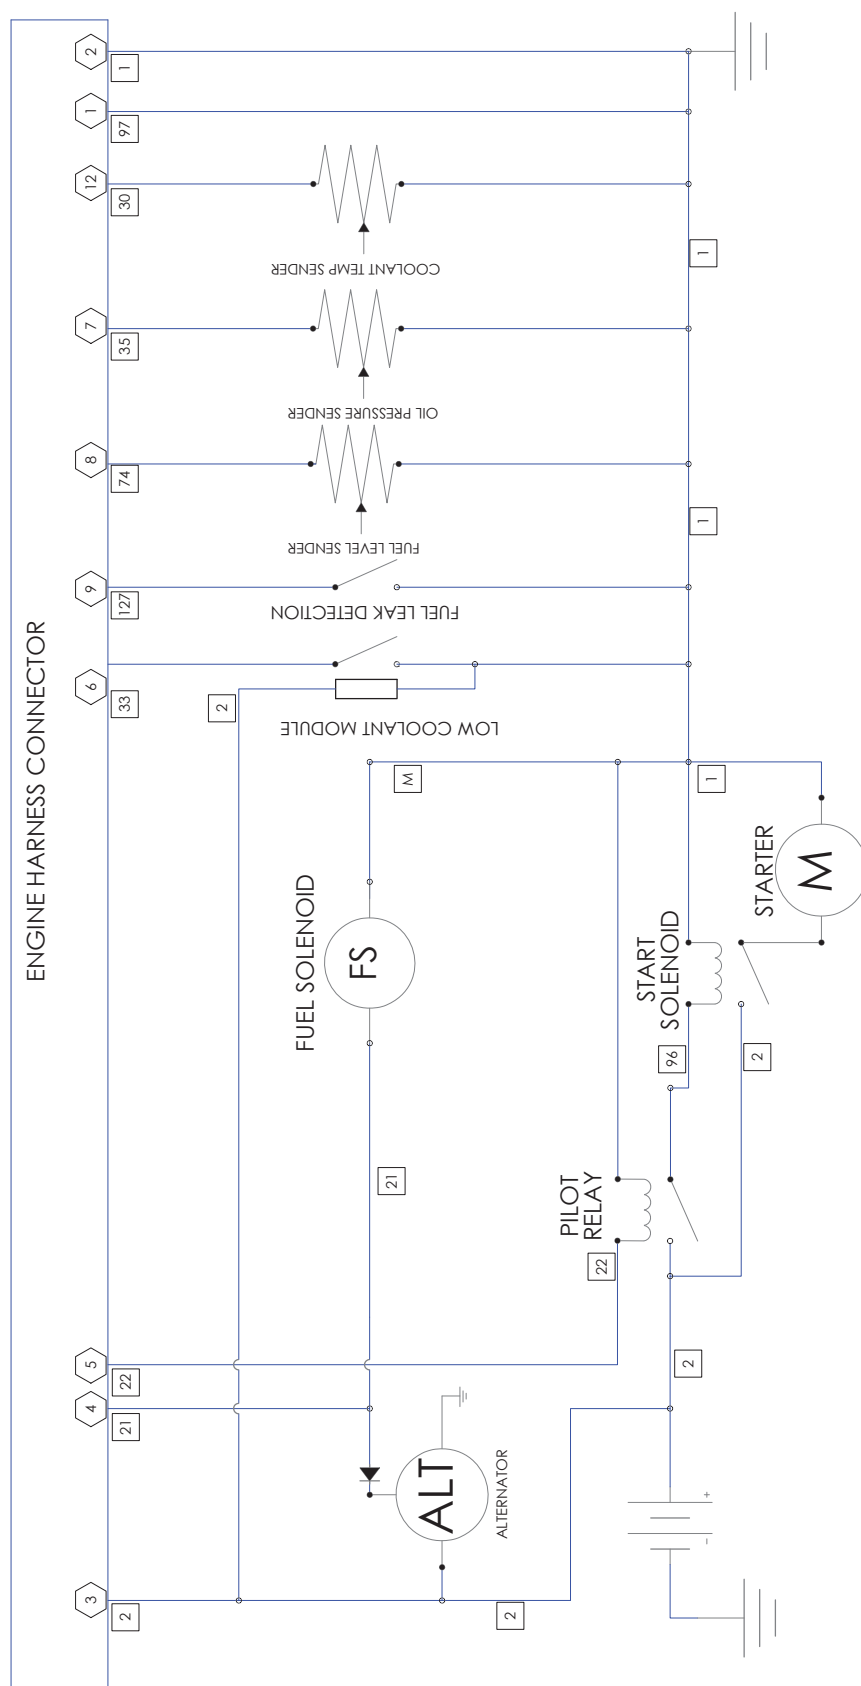 ENGINE HARNESS CONNECTOR
3
2
4
21
5
22
6
33
9
127
8
74
7
35
12
30
1
97
2
1
2
LOW COOLANT MODULE
FUEL LEAK DETECTION
FUEL LEVEL SENDER
OIL PRESSURE SENDER
COOLANT TEMP SENDER
FUEL SOLENOID
FS
21
M
ALT
ALTERNATOR
2
PILOT
RELAY
22
START
SOLENOID
96
2
STARTER
M
1
1
1
2
+
-